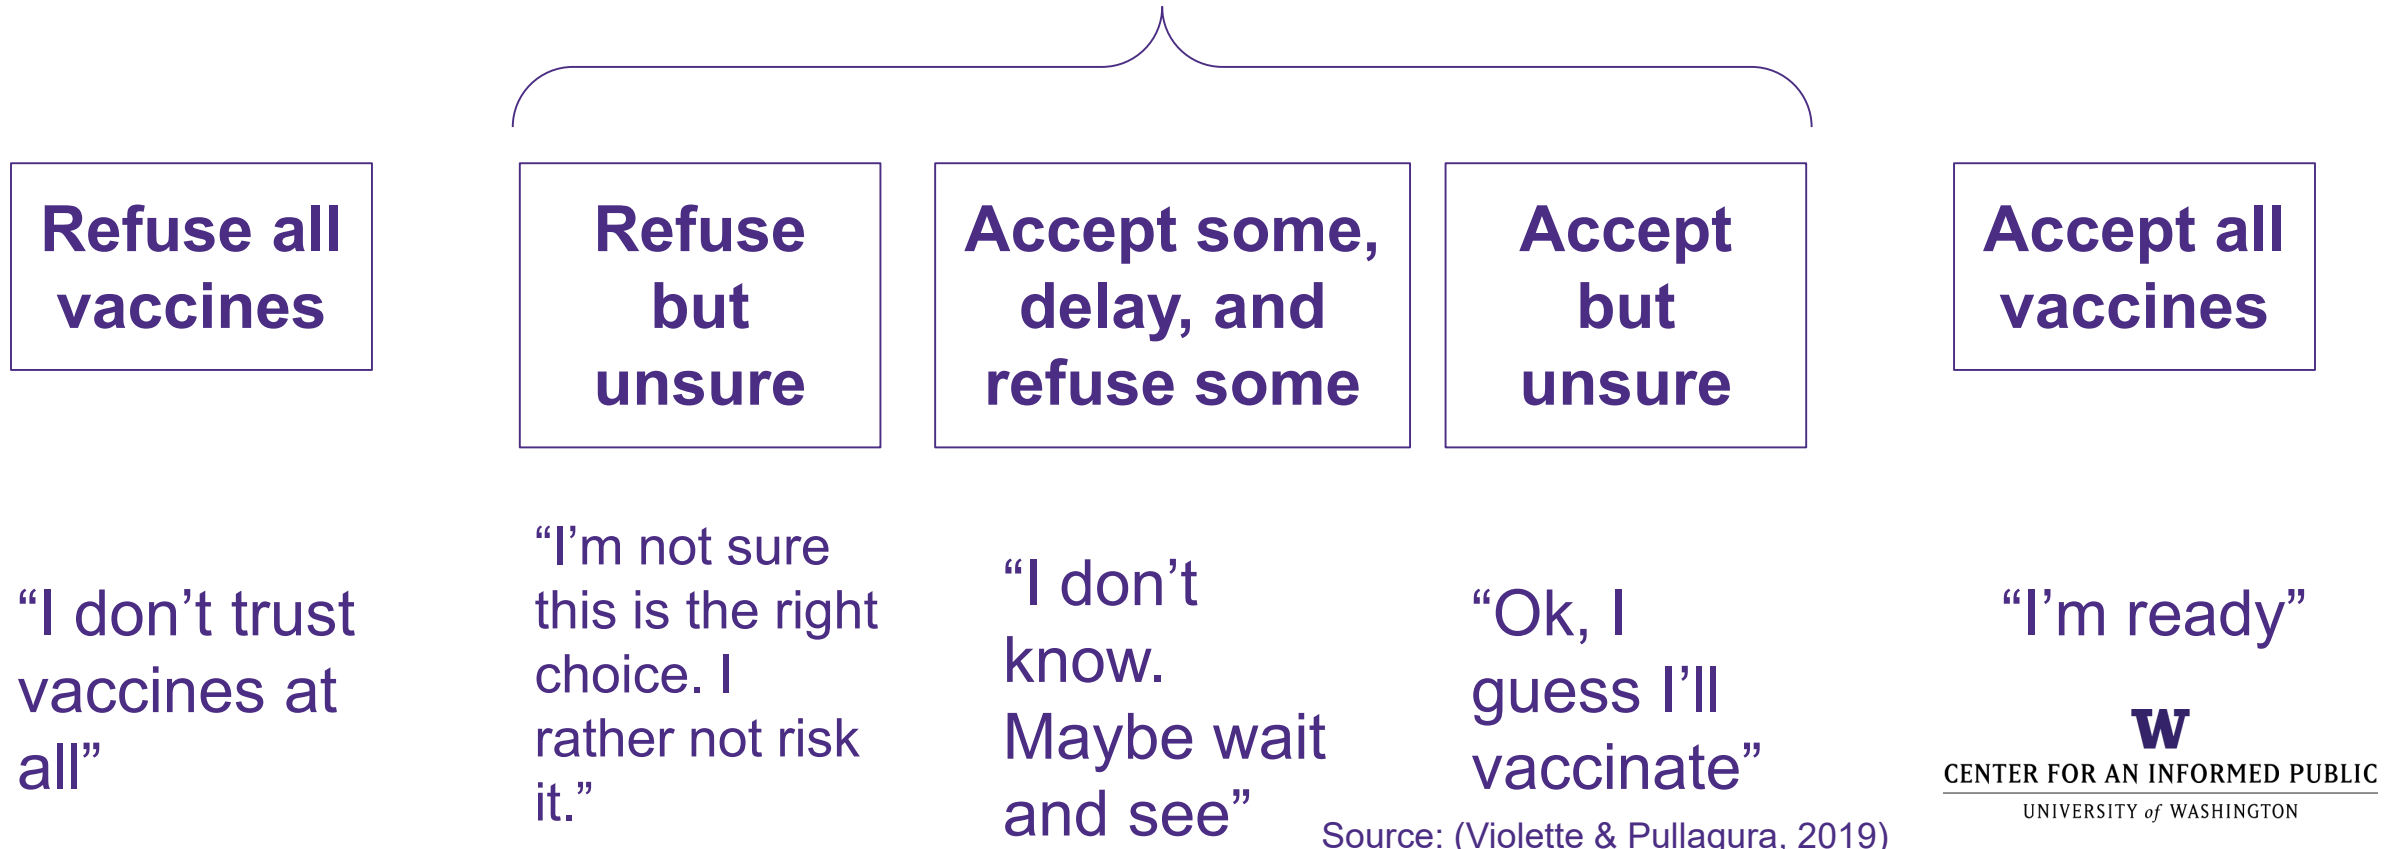 Refuse all
vaccines
Refuse
but
unsure
Accept some,
delay, and
refuse some
Accept
but
unsure
Accept all
vaccines
“I don’t trust
vaccines at
all”
“I’m not sure
this is the right
choice. I
rather not risk
it.”
“I don’t
know.
Maybe wait
and see”
“Ok, I
guess I’ll
vaccinate”
“I’m ready”
Source: (Violette & Pullagura, 2019)
W
CENTER FOR AN INFORMED PUBLIC
UNIVERSITY of WASHINGTON